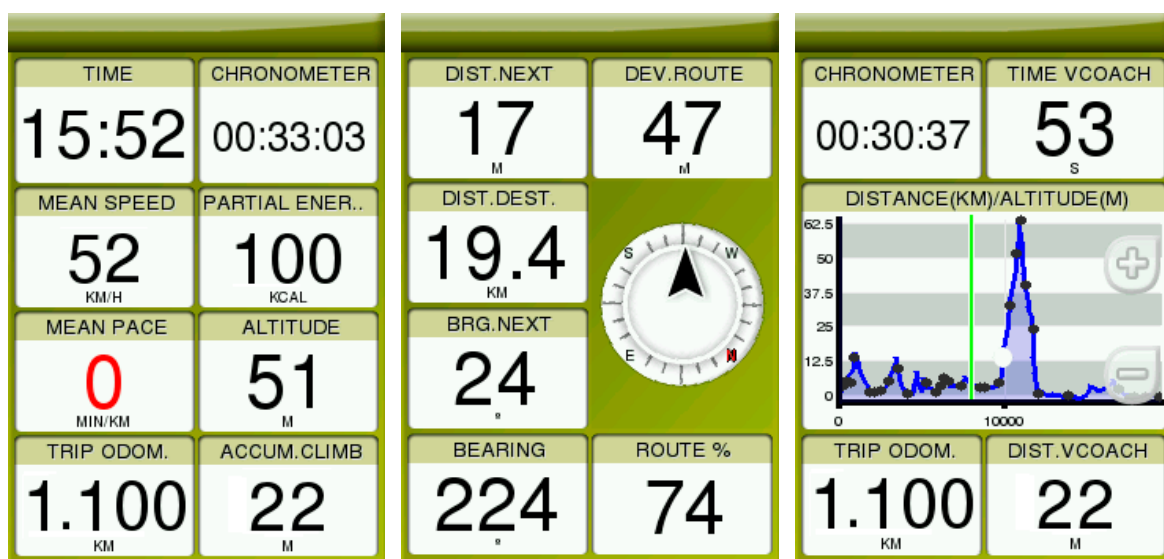 TIME CHRONOMETER
15:52 00:33:03
MEAN SPEED PARTIAL ENER..
52 100
KM/H KCAL
MEAN PACE ALTITUDE
0 51
MIN/KM M
TRIP ODOM. ACCUM.CLIMB
1.100 22
KM M
DIST.NEXT DEV.ROUTE
17 47
M M
DIST.DEST.
19.4
KM
S W
E N
BRG.NEXT
24
º
BEARING ROUTE %
224 74
º
CHRONOMETER TIME VCOACH
00:30:37 53
S
DISTANCE(KM)/ALTITUDE(M)
62.5
50
37.5
25
12.5
0
0 10000
TRIP ODOM. DIST.VCOACH
1.100 22
KM M